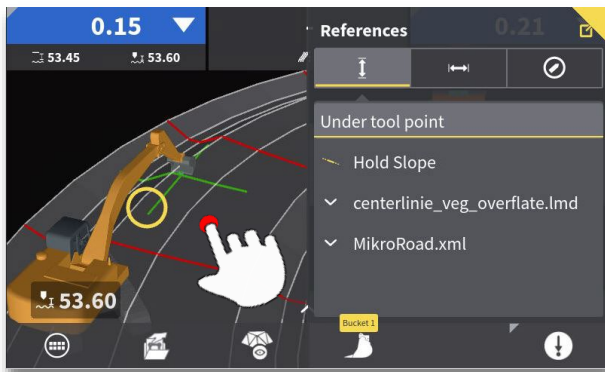 0.15
53.45 53.60
53.60
References
0.21
Under tool point
Hold Slope
centerlinie_veg_overflate.lmd
MikroRoad.xml
Bucket 1